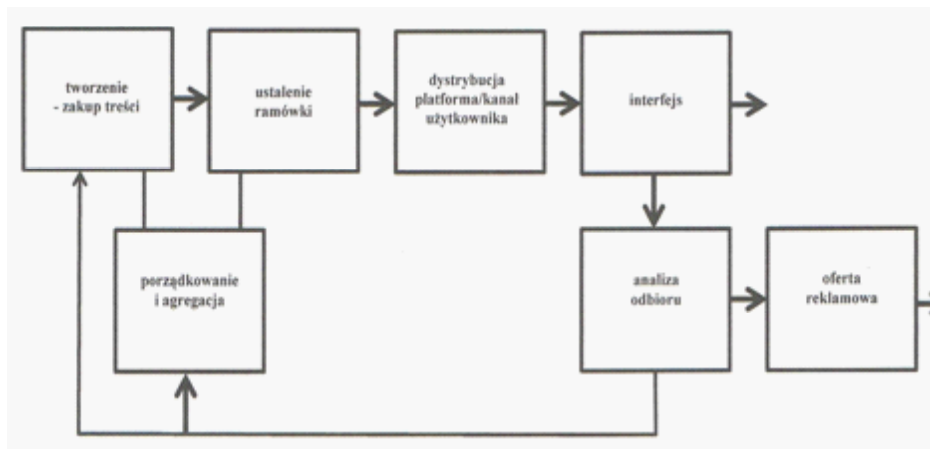 tworzenie
- zakup treści
ustalenie
ramówki
dystrybucja
platforma/kanał
użytkownika
interfejs
porządkowanie
i agregacja
analiza
odbioru
oferta
reklamowa